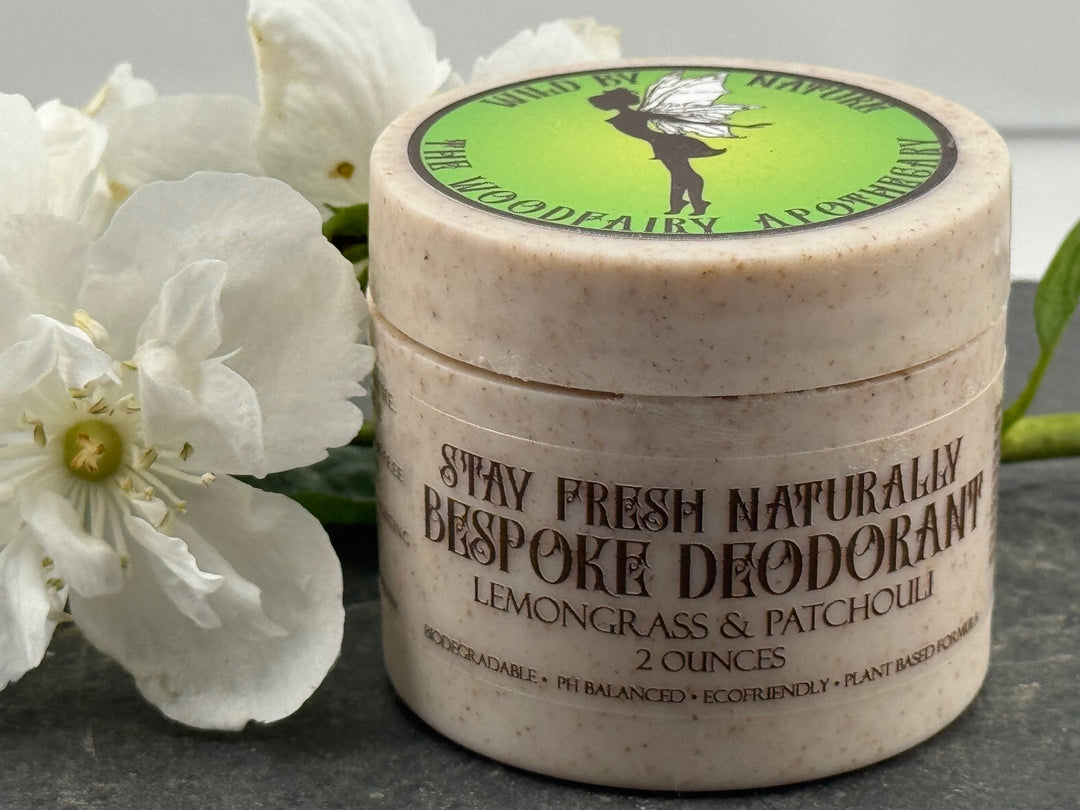 WILD BY NATURE
THE WOODFAIRY APOTHECARY
STAY FRESH NATURALLY
BESPOKE DEODORANT
LEMONGRASS & PATCHOULI
2 OUNCES
BIODEGRADABLE • PH BALANCED • ECOFRIENDLY • PLANT BASED FORMULA